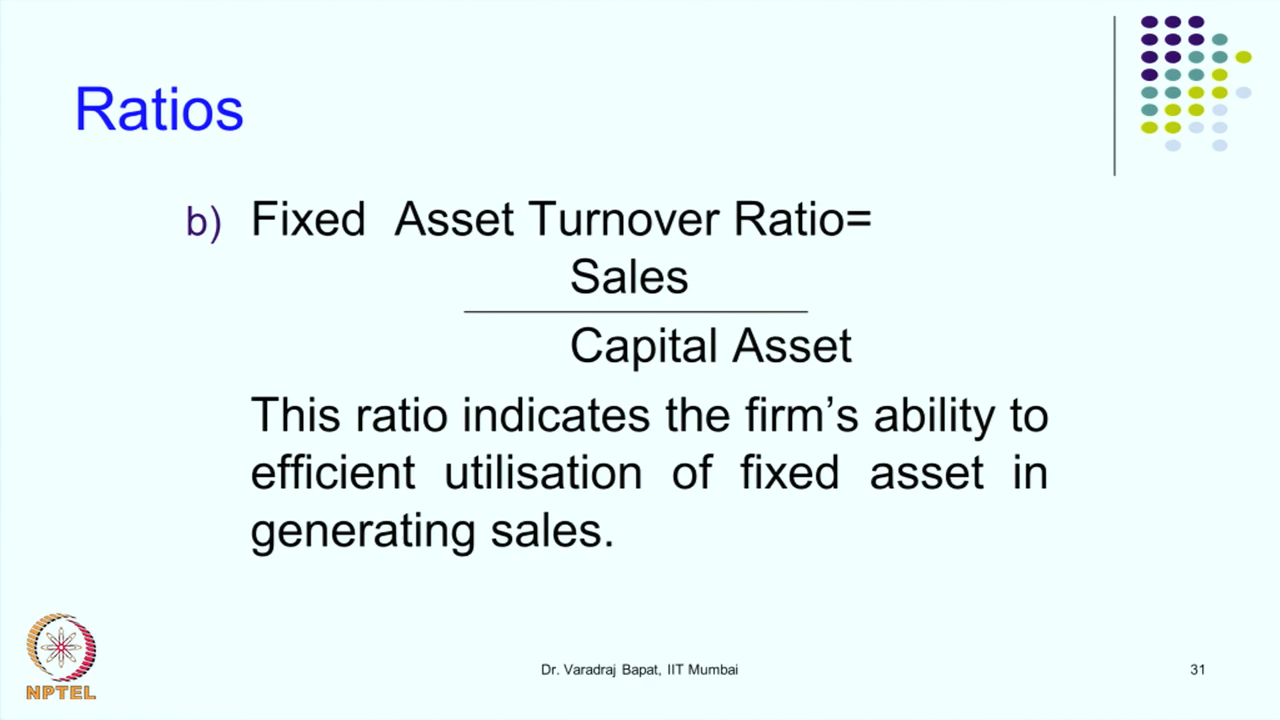 Ratios
b) Fixed Asset Turnover Ratio=
Sales
Capital Asset
This ratio indicates the firm’s ability to
efficient utilisation of fixed asset in
generating sales.
NPTEL
Dr. Varadraj Bapat, IIT Mumbai
31